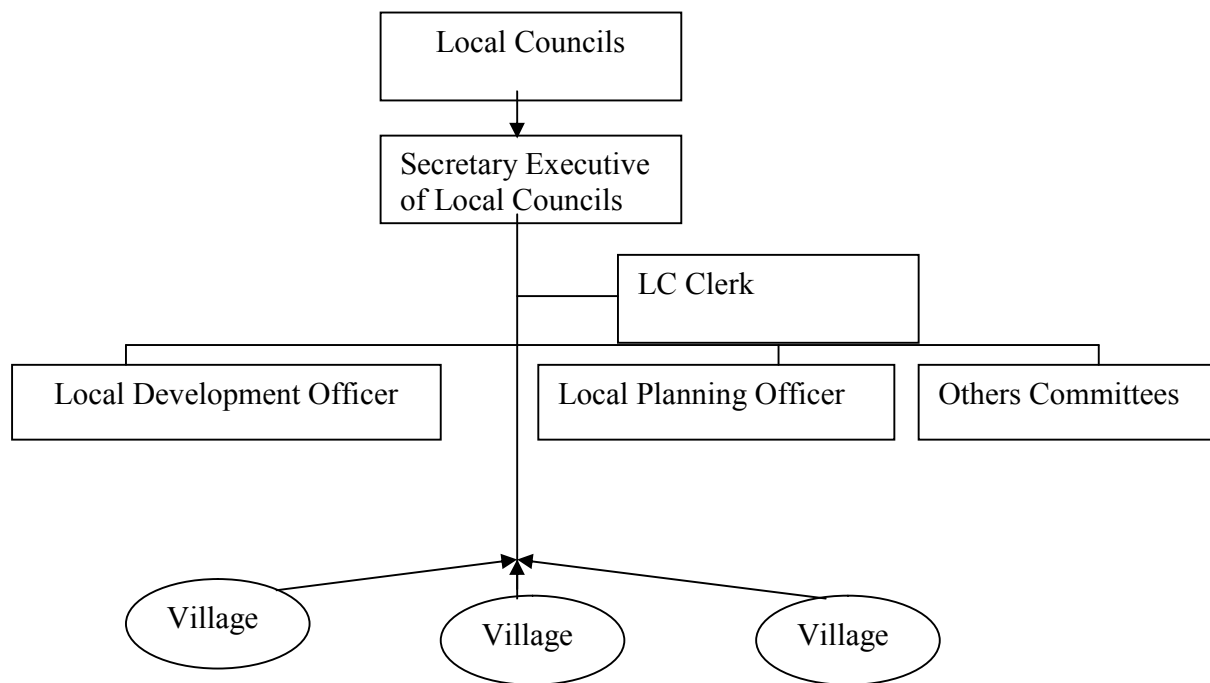 Local Councils
Secretary Executive
of Local Councils
LC Clerk
Local Development Officer
Local Planning Officer
Others Committees
Village
Village
Village